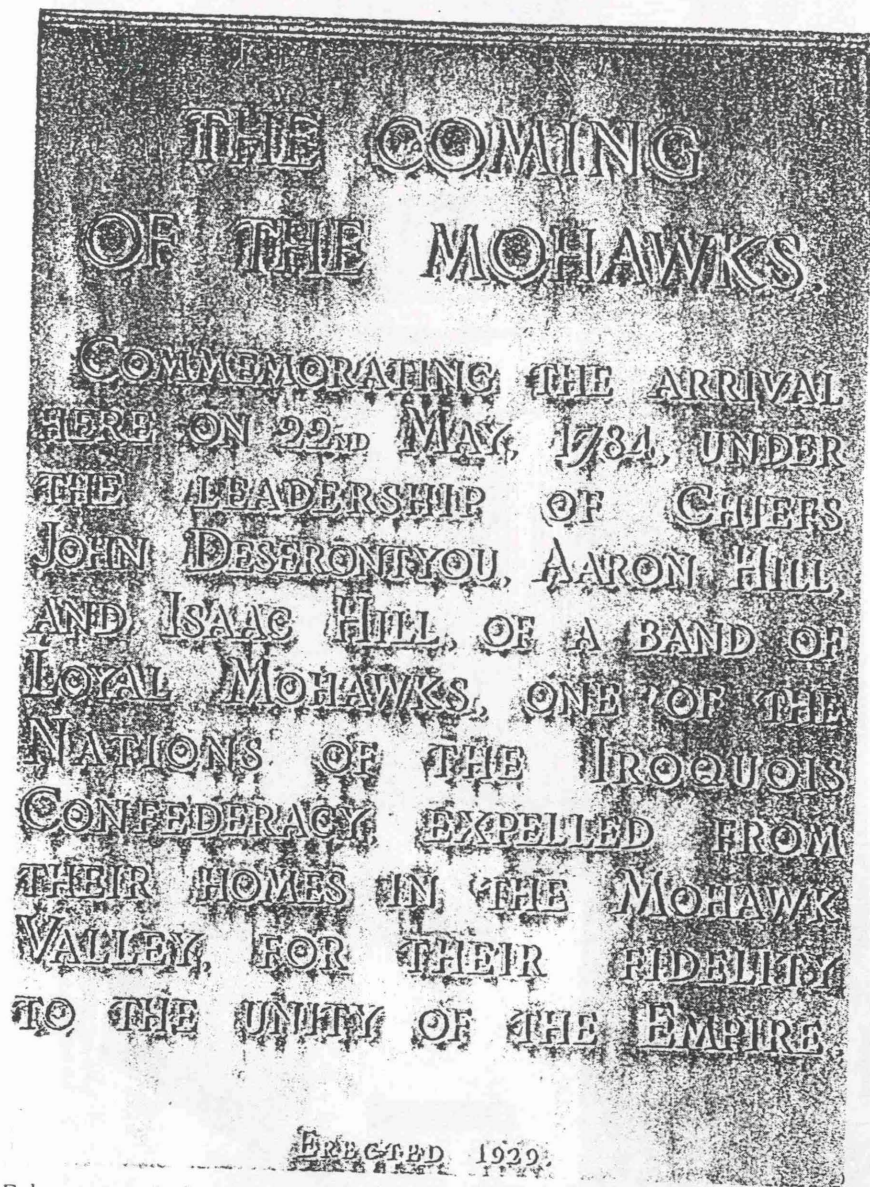 THE COMING
OF THE MOHAWKS.
COMMEMORATING THE ARRIVAL
HERE ON 22ND MAY, 1784, UNDER
THE LEADERSHIP OF CHIEFS
JOHN DESERONTYOU, AARON HILL,
AND ISAAC HILL, OF A BAND OF
LOYAL MOHAWKS, ONE OF THE
NATIONS OF THE IROQUOIS
CONFEDERACY EXPELLED FROM
THEIR HOMES IN THE MOHAWK
VALLEY, FOR THEIR FIDELITY
TO THE UNITY OF THE EMPIRE.
ERECTED 1929.